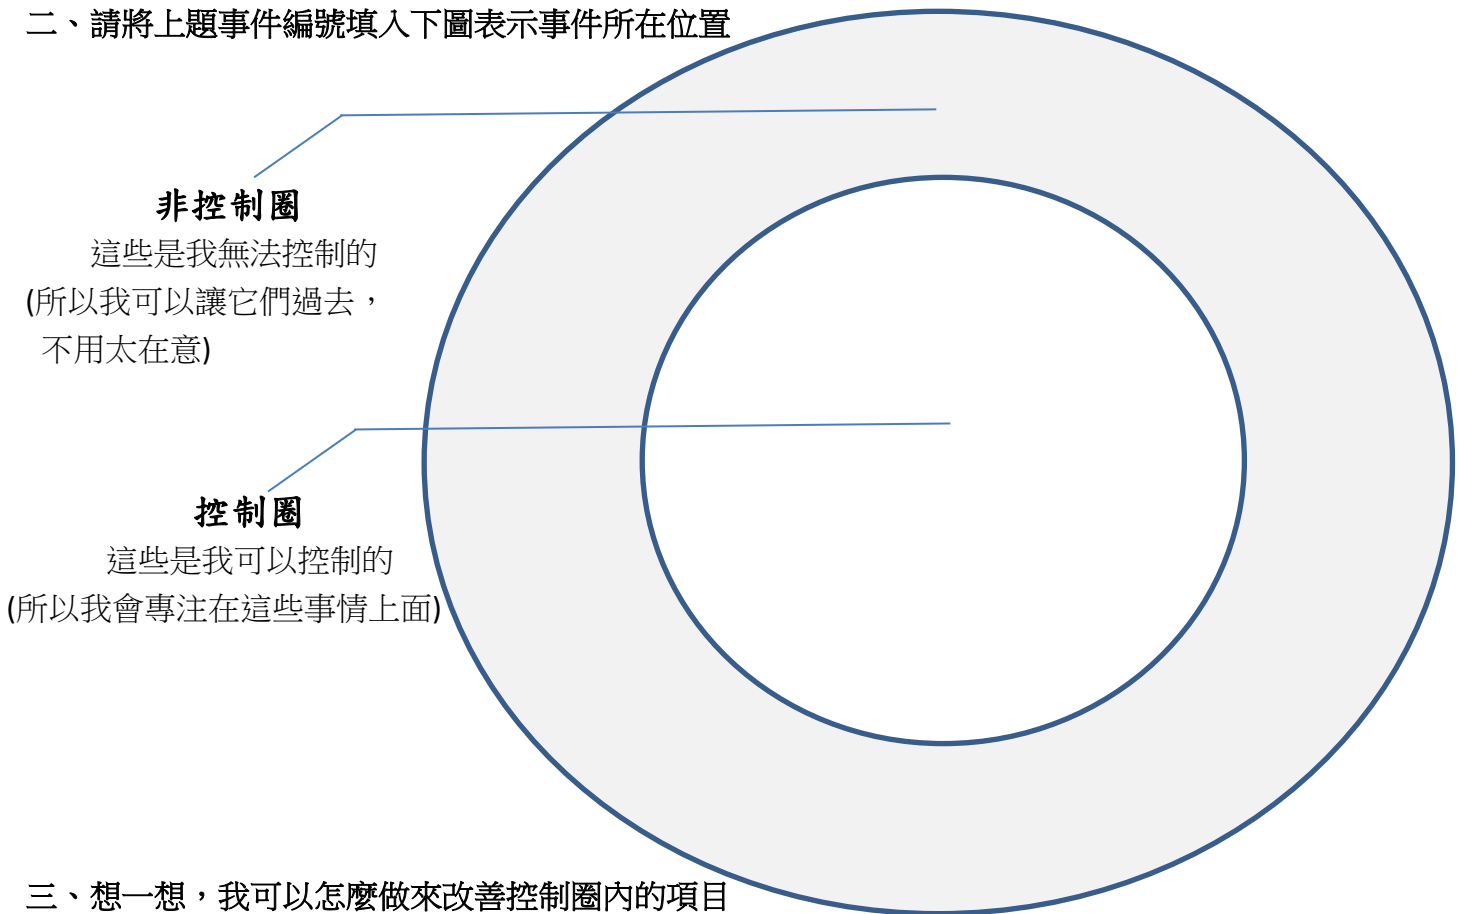 二、請將上題事件編號填入下圖表示事件所在位置
非控制圈
這些是我無法控制的
(所以我可以讓它們過去，
不用太在意)
控制圈
這些是我可以控制的
(所以我會專注在這些事情上面)
三、想一想，我可以怎麼做來改善控制圈內的項目